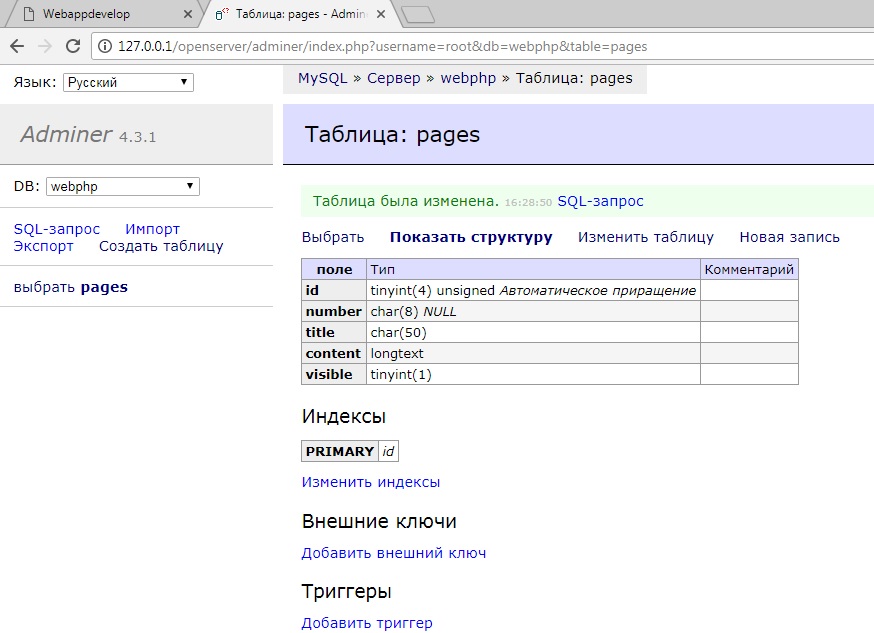 Webappdevelop
Таблица: pages - Admin
127.0.0.1/openserver/adminer/index.php?username=root&db=webphp&table=pages
Язык: Русский
MySQL » Сервер » webphp » Таблица: pages
Adminer 4.3.1
Таблица: pages
DB: webphp
Таблица была изменена. 16:28:50 SQL-запрос
SQL-запрос Импорт
Экспорт Создать таблицу
выбрать pages
Выбрать Показать структуру Изменить таблицу Новая запись
поле Тип Комментарий
id tinyint(4) unsigned Автоматическое приращение
number char(8) NULL
title char(50)
content longtext
visible tinyint(1)
Индексы
PRIMARY id
Изменить индексы
Внешние ключи
Добавить внешний ключ
Триггеры
Добавить триггер